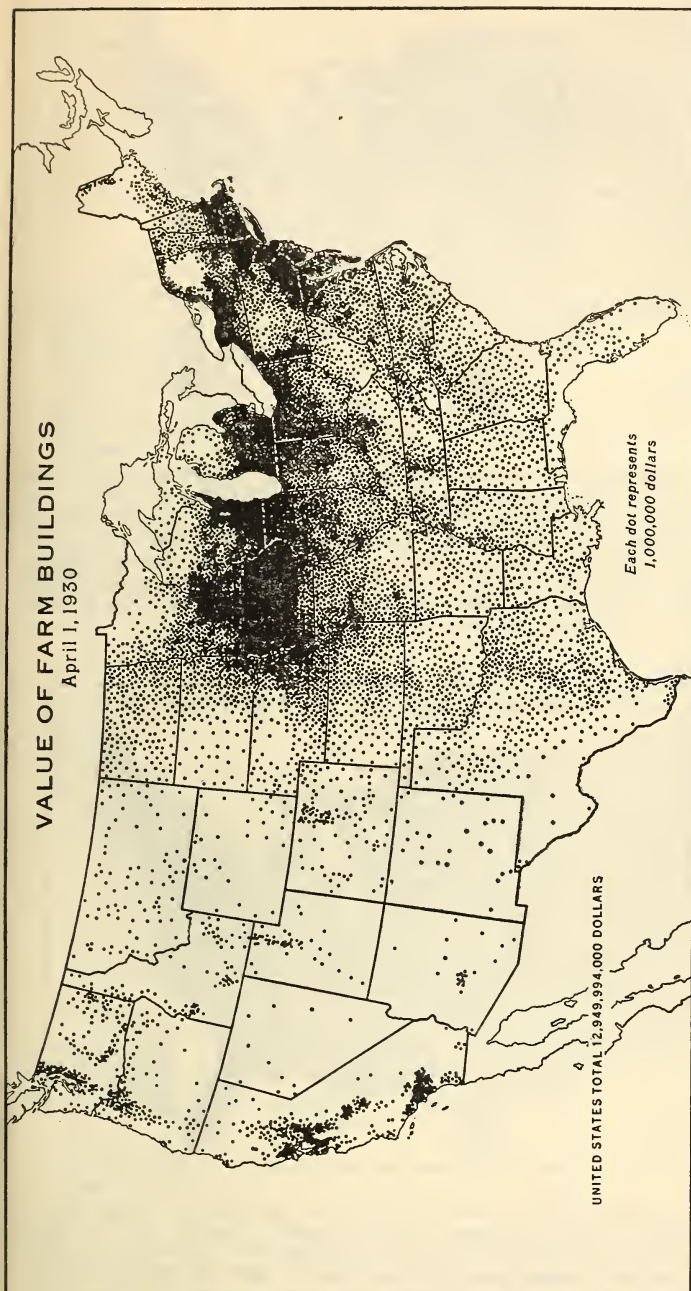 VALUE OF FARM BUILDINGS
April 1, 1930
Each dot represents
1,000,000 dollars
UNITED STATES TOTAL 12,949,994,000 DOLLARS